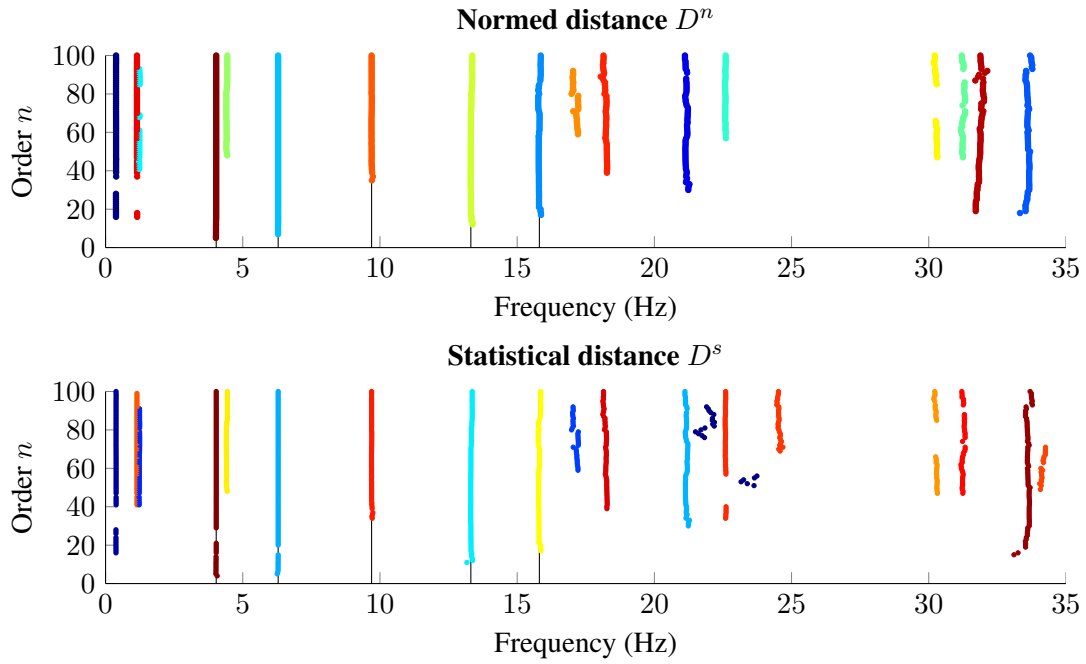 Normed distance Dⁿ
100
80
60
40
20
0
Order n
0 5 10 15 20 25 30 35
Frequency (Hz)
Statistical distance Dˢ
100
80
60
40
20
0
Order n
0 5 10 15 20 25 30 35
Frequency (Hz)